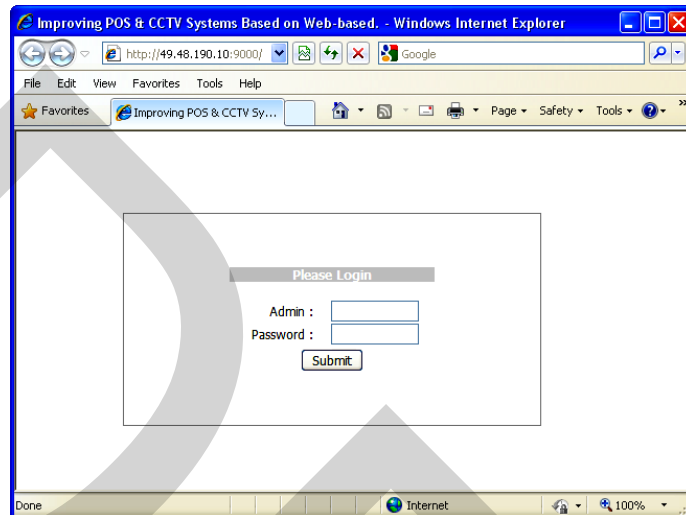 Improving POS & CCTV Systems Based on Web-based. - Windows Internet Explorer
http://49.48.190.10:9000/ Google
File Edit View Favorites Tools Help
Favorites Improving POS & CCTV Sy... Page Safety Tools »
Please Login
Admin :
Password :
Submit
Done Internet 100%